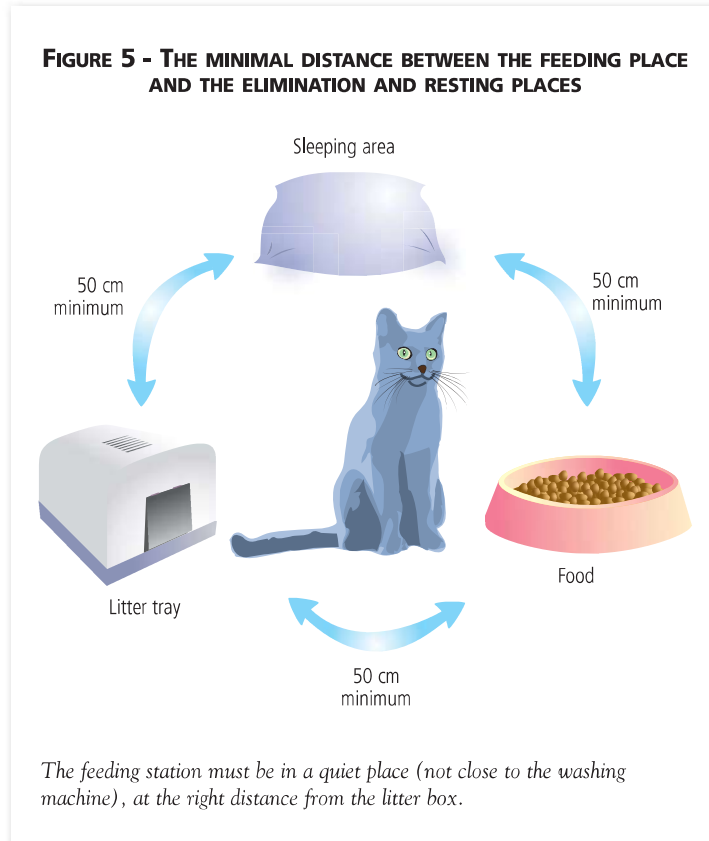 FIGURE 5 - THE MINIMAL DISTANCE BETWEEN THE FEEDING PLACE
AND THE ELIMINATION AND RESTING PLACES
Sleeping area
50 cm
minimum
50 cm
minimum
Litter tray
Food
50 cm
minimum
The feeding station must be in a quiet place (not close to the washing
machine), at the right distance from the litter box.